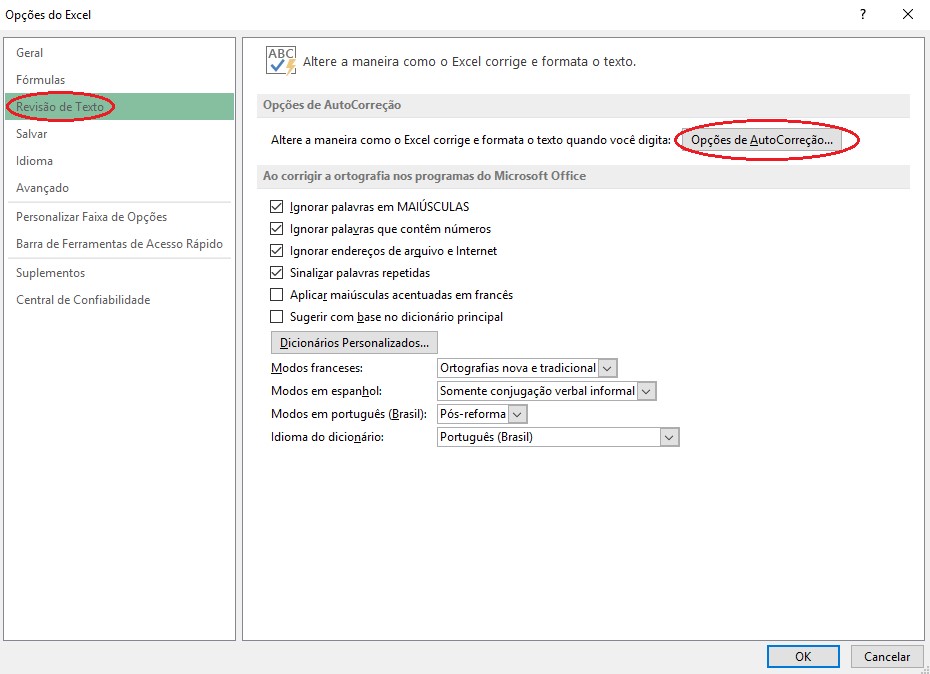 Opções do Excel
?
Geral
Fórmulas
Revisão de Texto
Salvar
Idioma
Avançado
Personalizar Faixa de Opções
Barra de Ferramentas de Acesso Rápido
Suplementos
Central de Confiabilidade
ABC
Altere a maneira como o Excel corrige e formata o texto.
Opções de AutoCorreção
Altere a maneira como o Excel corrige e formata o texto quando você digita: Opções de AutoCorreção...
Ao corrigir a ortografia nos programas do Microsoft Office
Ignorar palavras em MAIÚSCULAS
Ignorar palavras que contêm números
Ignorar endereços de arquivo e Internet
Sinalizar palavras repetidas
Aplicar maiúsculas acentuadas em francês
Sugerir com base no dicionário principal
Dicionários Personalizados...
Modos franceses: Ortografias nova e tradicional
Modos em espanhol: Somente conjugação verbal informal
Modos em português (Brasil): Pós-reforma
Idioma do dicionário: Português (Brasil)
OK Cancelar